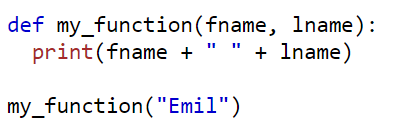 def my_function(fname, lname):
  print(fname + " " + lname)

my_function("Emil")